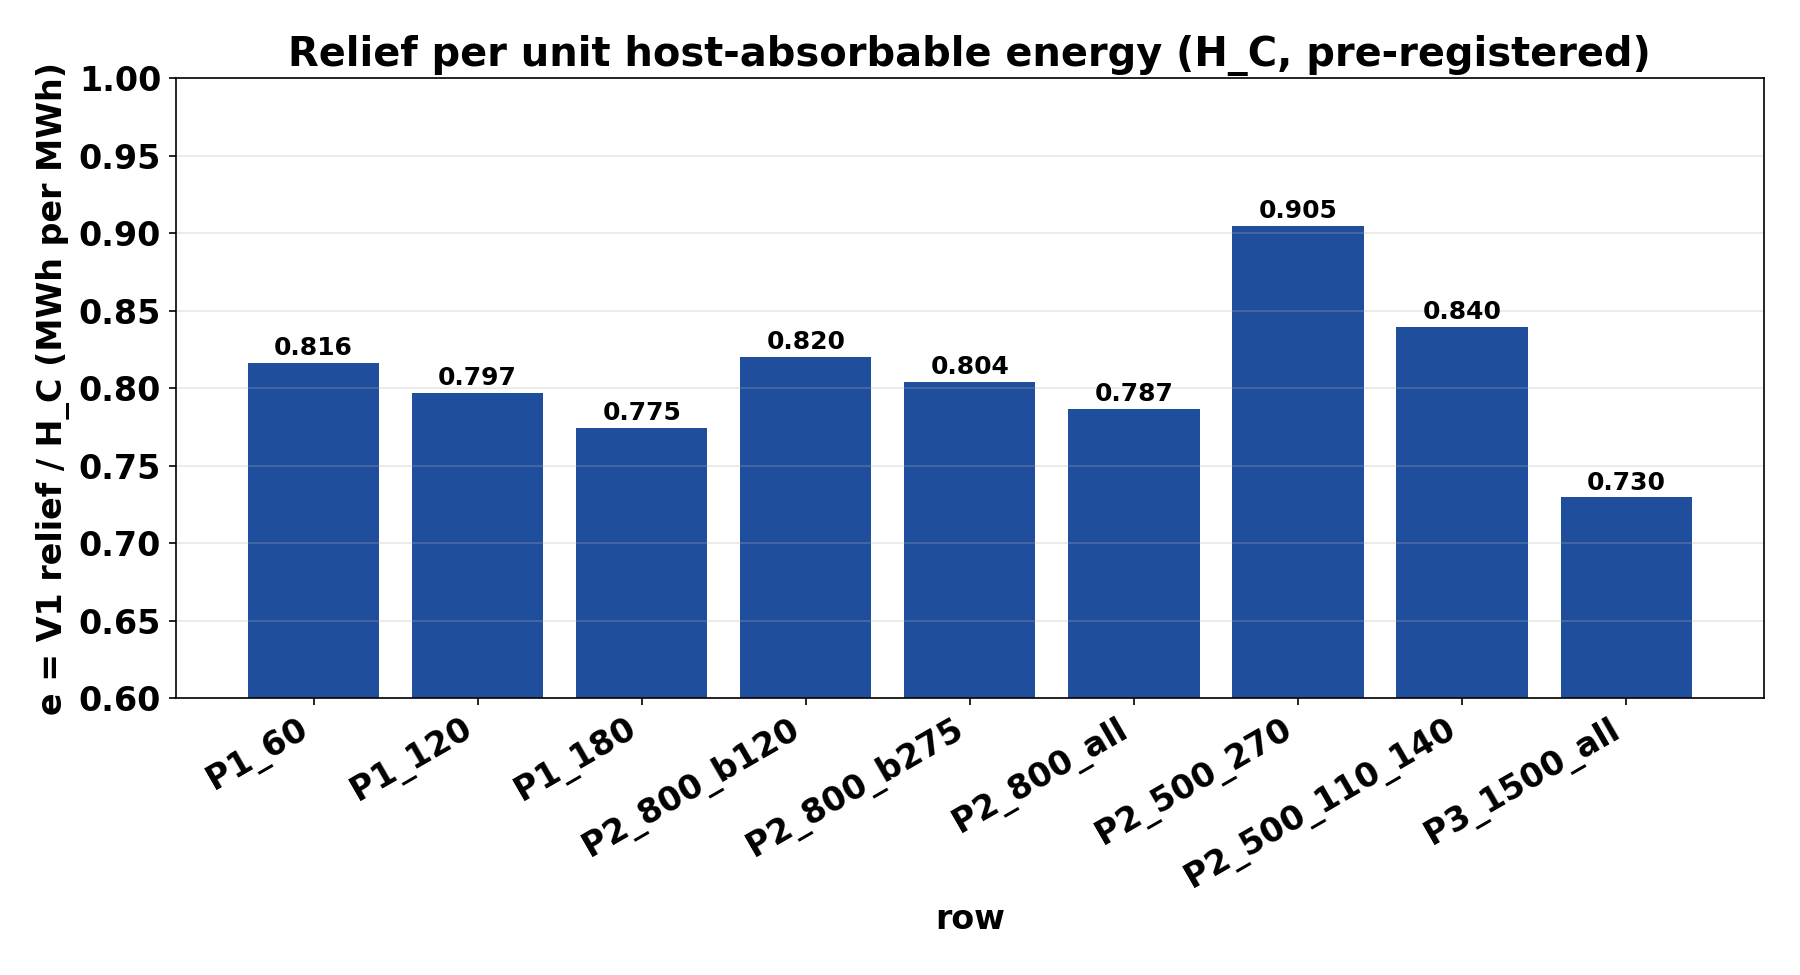 Relief per unit host-absorbable energy (H_C, pre-registered)
e = V1 relief / H_C (MWh per MWh)
1.00
0.95
0.90
0.85
0.80
0.75
0.70
0.65
0.60
0.816
0.797
0.775
0.820
0.804
0.787
0.905
0.840
0.730
P1_60
P1_120
P1_180
P2_800_b120
P2_800_b275
P2_800_all
P2_500_270
P2_500_110_140
P3_1500_all
row